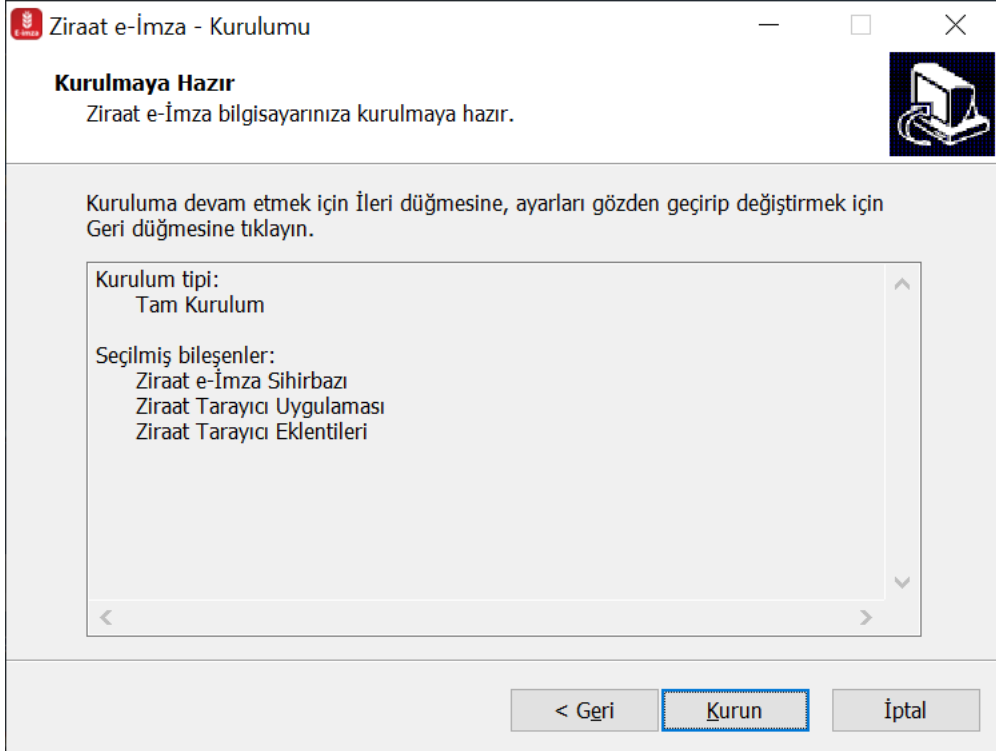 E-imza
Ziraat e-İmza - Kurulumu
Kurulmaya Hazır
Ziraat e-İmza bilgisayarınıza kurulmaya hazır.
Kuruluma devam etmek için İleri düğmesine, ayarları gözden geçirip değiştirmek için
Geri düğmesine tıklayın.
Kurulum tipi:
Tam Kurulum
Seçilmiş bileşenler:
Ziraat e-İmza Sihirbazı
Ziraat Tarayıcı Uygulaması
Ziraat Tarayıcı Eklentileri
< Geri
Kurun
İptal